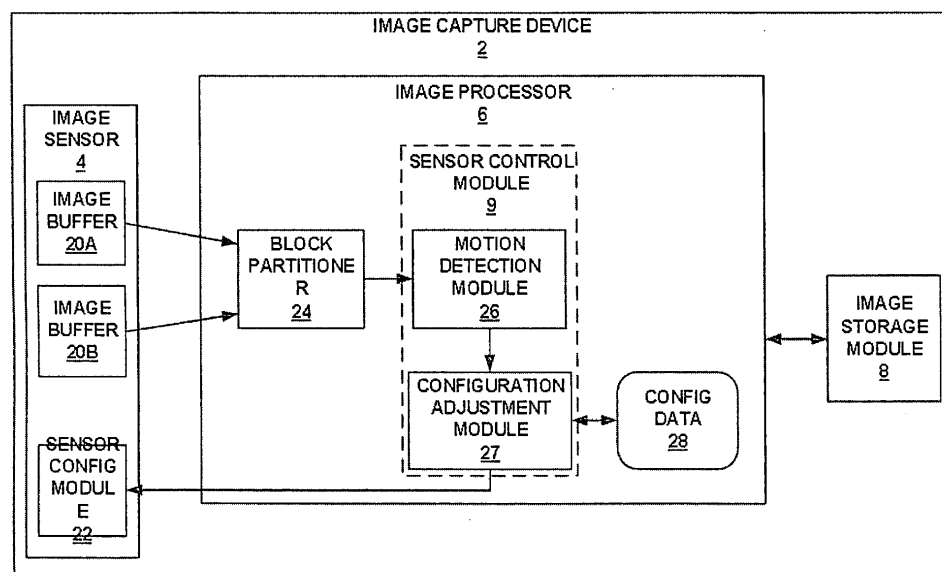 IMAGE CAPTURE DEVICE
2
IMAGE PROCESSOR
6
IMAGE
SENSOR
4
IMAGE
BUFFER
20A
IMAGE
BUFFER
20B
SENSOR
CONFIG
MODUL
E
22
BLOCK
PARTITIONE
R
24
SENSOR CONTROL
MODULE
9
MOTION
DETECTION
MODULE
26
CONFIGURATION
ADJUSTMENT
MODULE
27
CONFIG
DATA
28
IMAGE
STORAGE
MODULE
8